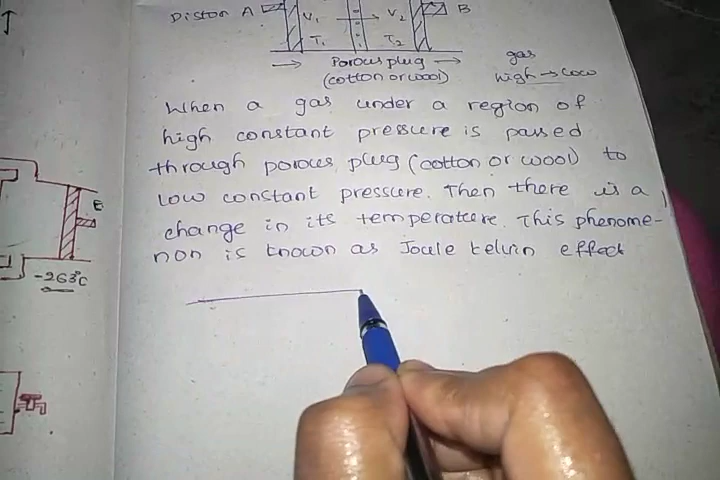 Piston A V₁ V₂ B
T₁ T₂
Porous plug
(cotton or wool)
gas
high → low
When a gas under a region of
high constant pressure is passed
through porous plug (cotton or wool) to
low constant pressure. Then there is a
change in its temperature. This phenome-
non is known as Joule kelvin effect
E
-263°C